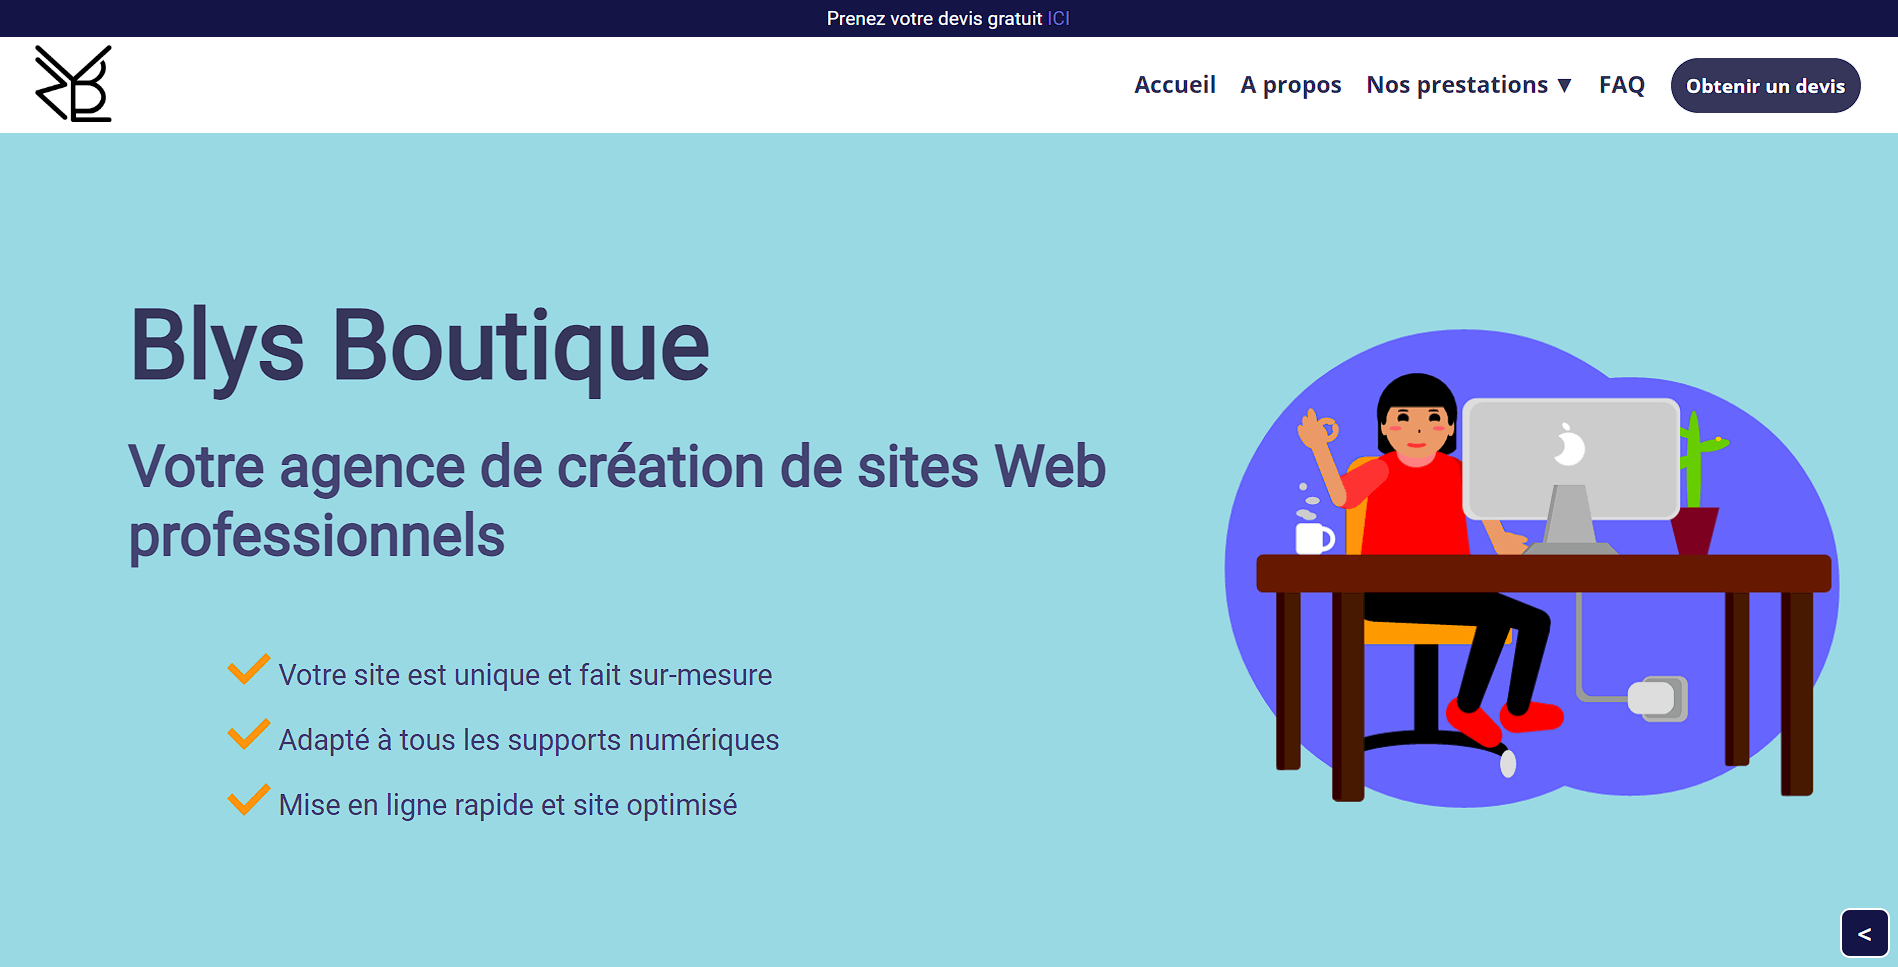 Prenez votre devis gratuit ICI
Accueil A propos Nos prestations ▼ FAQ Obtenir un devis
Blys Boutique
Votre agence de création de sites Web
professionnels
Votre site est unique et fait sur-mesure
Adapté à tous les supports numériques
Mise en ligne rapide et site optimisé
<